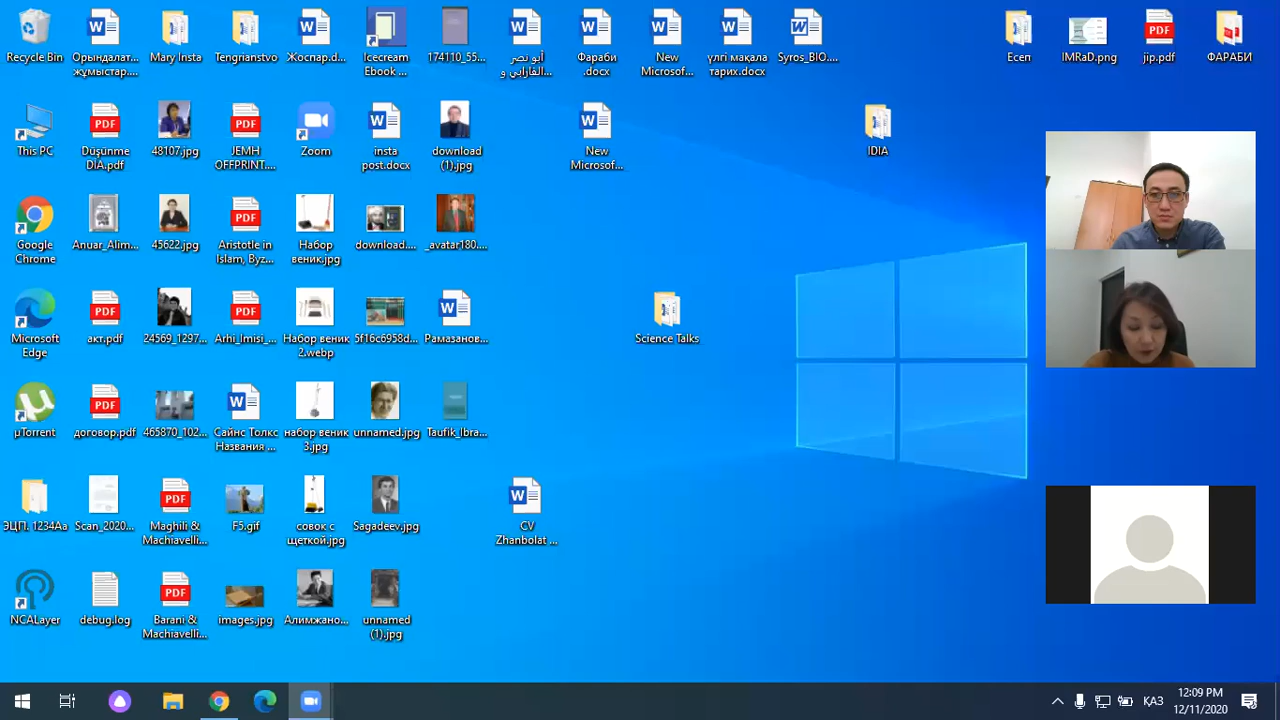 Recycle Bin
Орындалат...
жұмыстар....
Mary Insta
Tengrianstvo
Жоспар.d...
Icecream
Ebook ...
174110_55...
أبو نصر
الفارابي و...
Фараби
.docx
New
Microsof...
үлгі мақала
тарих.docx
Syros_BIO....
Есеп
IMRaD.png
jip.pdf
ФАРАБИ
This PC
PDF
Düşünme
DİA.pdf
48107.jpg
JEMH
OFFPRINT....
Zoom
insta
post.docx
download
(1).jpg
New
Microsof...
IDIA
Google
Chrome
Anuar_Alim...
45622.jpg
Aristotle in
Islam, Byz...
Набор
веник.jpg
download....
_avatar180....
Microsoft
Edge
акт.pdf
24569_1297...
Arhi_Imisi_...
Набор веник
2.webp
5f16c6958d...
Рамазанов...
Science Talks
µTorrent
договор.pdf
465870_102...
Сайнс Толкс
Названия ...
набор веник
3.jpg
unnamed.jpg
Taufik_Ibra...
ЭЦП. 1234Aa
Scan_2020...
Maghili &
Machiavelli...
F5.gif
совок с
щеткой.jpg
Sagadeev.jpg
CV
Zhanbolat ...
NCALayer
debug.log
Barani &
Machiavelli...
images.jpg
Алимжано...
unnamed
(1).jpg
ҚАЗ
12:09 PM
12/11/2020